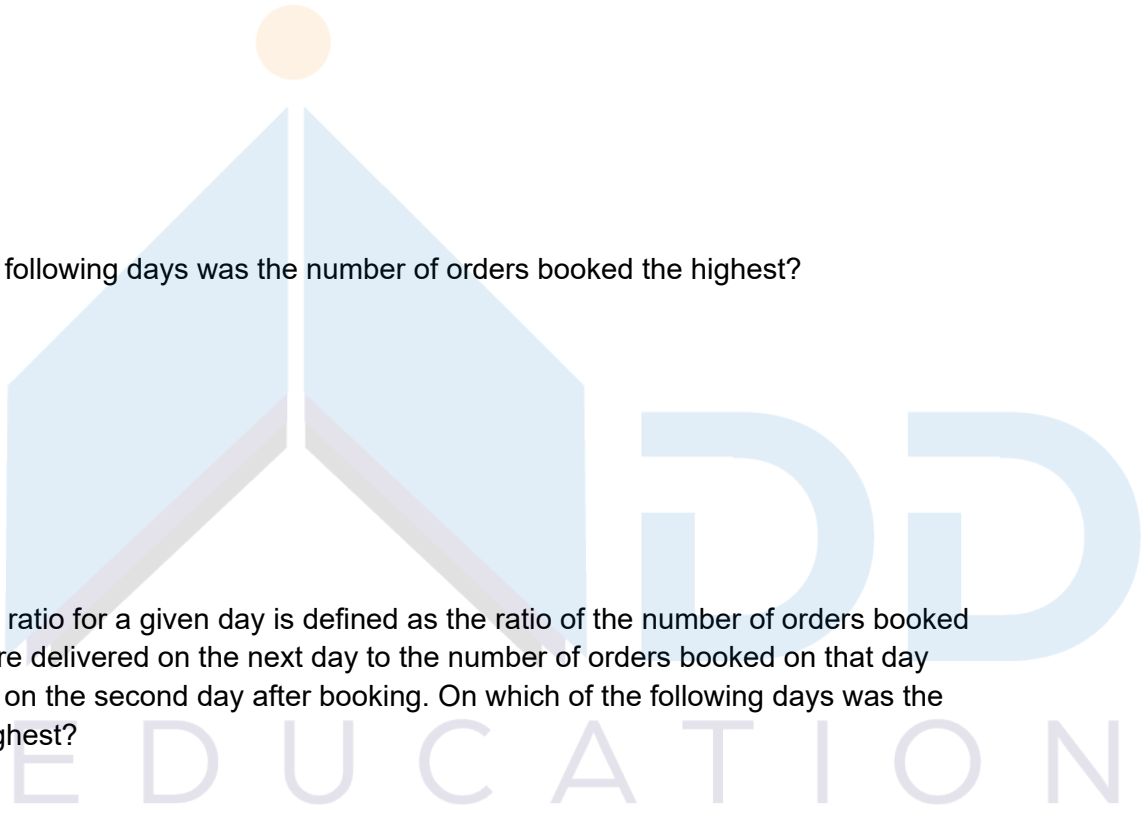 following days was the number of orders booked the highest?
DD
ratio for a given day is defined as the ratio of the number of orders booked
re delivered on the next day to the number of orders booked on that day
on the second day after booking. On which of the following days was the
ghest?
EDUCATION